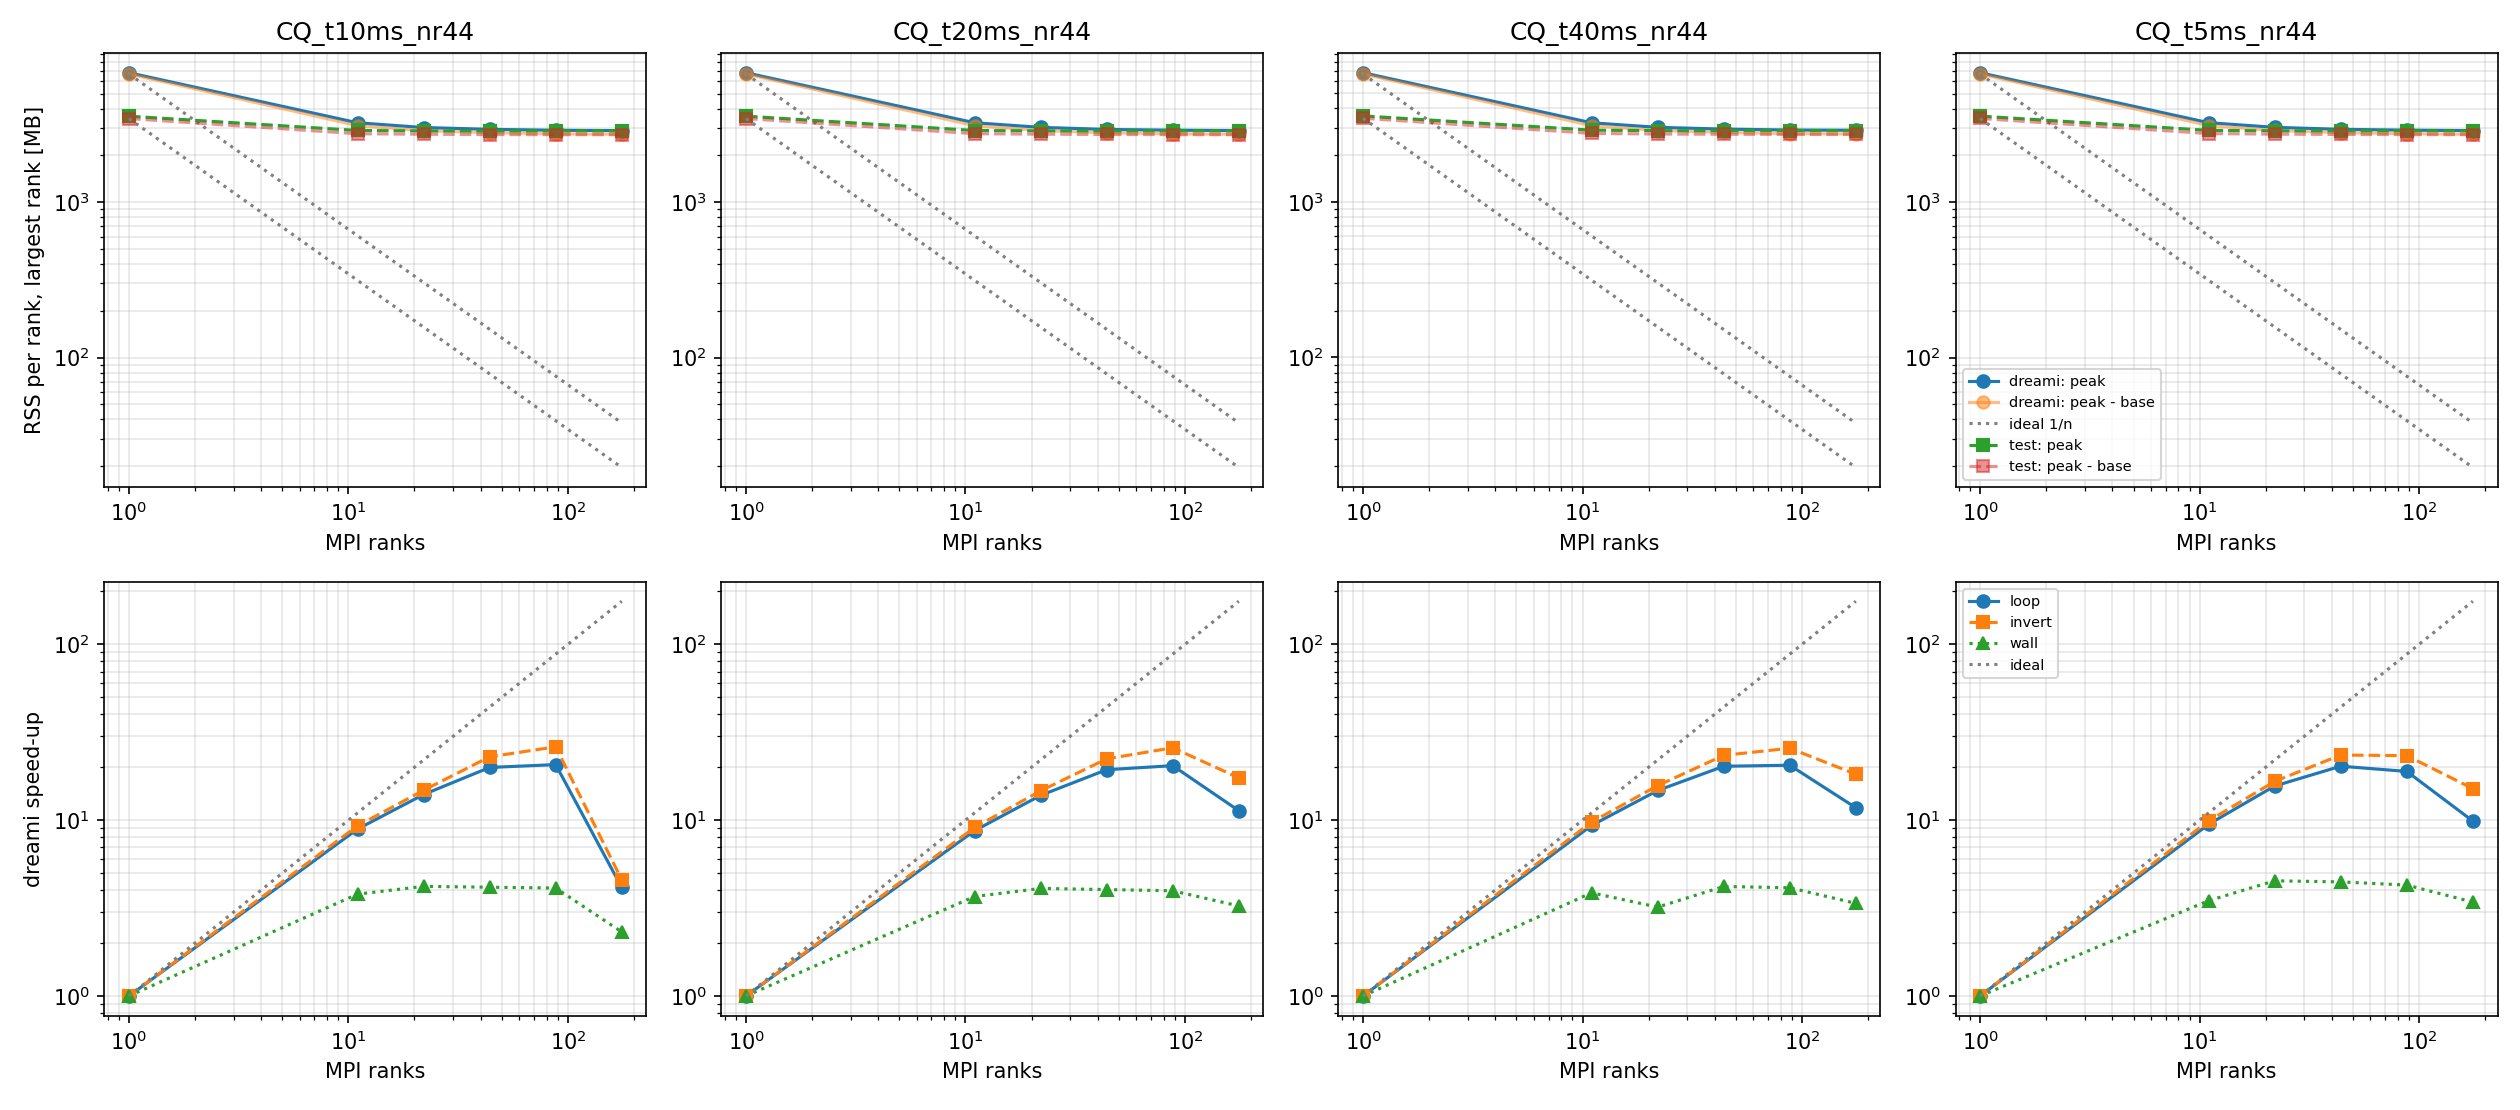 CQ_t10ms_nr44
CQ_t20ms_nr44
CQ_t40ms_nr44
CQ_t5ms_nr44
RSS per rank, largest rank [MB]
10³
10²
10⁰
10¹
10²
MPI ranks
10³
10²
10⁰
10¹
10²
MPI ranks
10³
10²
10⁰
10¹
10²
MPI ranks
10³
10²
dreami: peak
dreami: peak - base
ideal 1/n
test: peak
test: peak - base
10⁰
10¹
10²
MPI ranks
dreami speed-up
10²
10¹
10⁰
10⁰
10¹
10²
MPI ranks
10²
10¹
10⁰
10⁰
10¹
10²
MPI ranks
10²
10¹
10⁰
10⁰
10¹
10²
MPI ranks
10²
10¹
10⁰
loop
invert
wall
ideal
10⁰
10¹
10²
MPI ranks